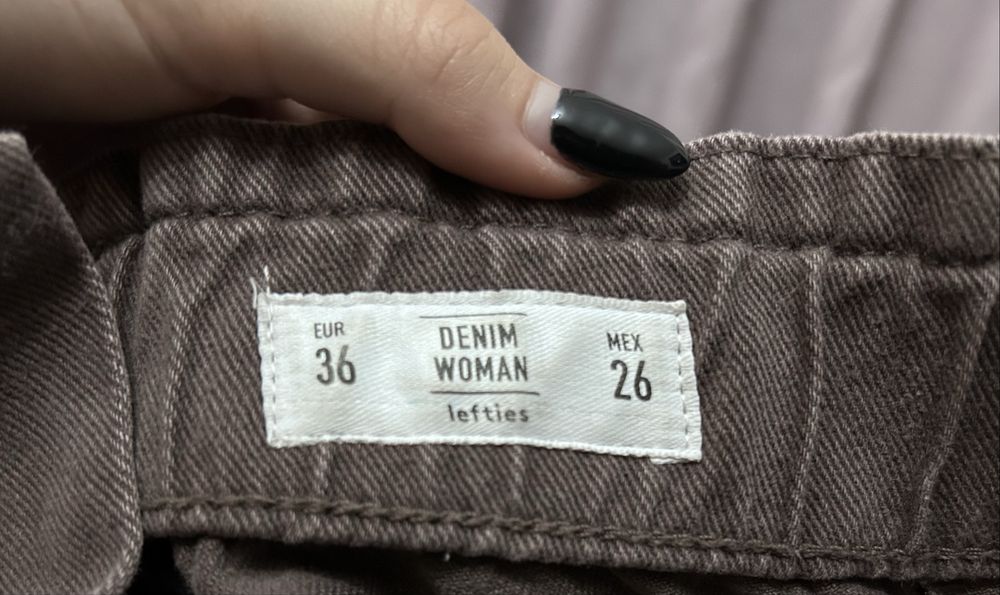 EUR
36
DENIM
WOMAN
lefties
MEX
26